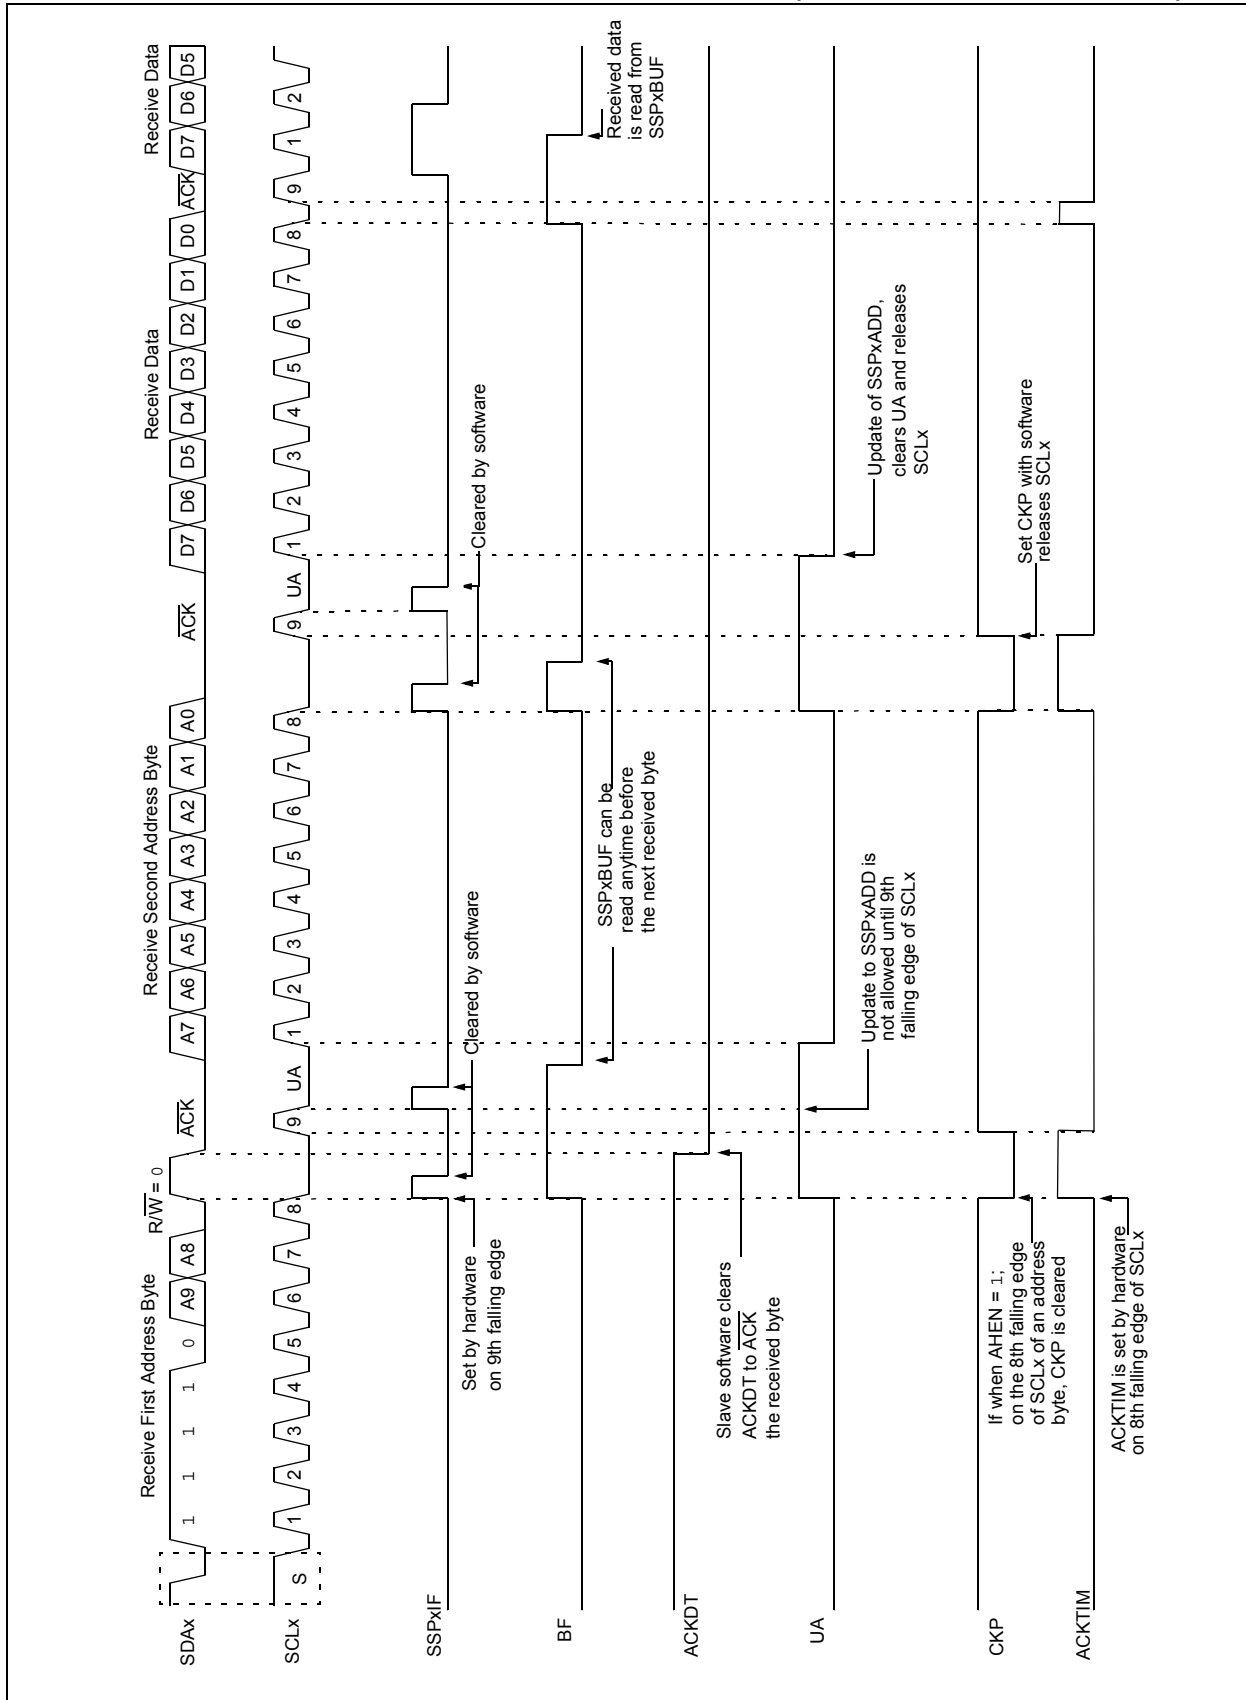 Receive First Address Byte
R/W = 0
Receive Second Address Byte
Receive Data
Receive Data
SDAx
1 1 1 1 0 A9 A8
ACK
A7 A6 A5 A4 A3 A2 A1 A0
ACK
D7 D6 D5 D4 D3 D2 D1 D0
ACK
D7 D6 D5
SCLx
S
1 2 3 4 5 6 7 8 9 UA
1 2 3 4 5 6 7 8 9 UA
1 2 3 4 5 6 7 8 9
1 2
SSPxIF
Set by hardware
on 9th falling edge
Cleared by software
Cleared by software
BF
SSPxBUF can be
read anytime before
the next received byte
Received data
is read from
SSPxBUF
ACKDT
Slave software clears
ACKDT to ACK
the received byte
UA
Update to SSPxADD is
not allowed until 9th
falling edge of SCLx
Update of SSPxADD,
clears UA and releases
SCLx
CKP
If when AHEN = 1;
on the 8th falling edge
of SCLx of an address
byte, CKP is cleared
Set CKP with software
releases SCLx
ACKTIM
ACKTIM is set by hardware
on 8th falling edge of SCLx